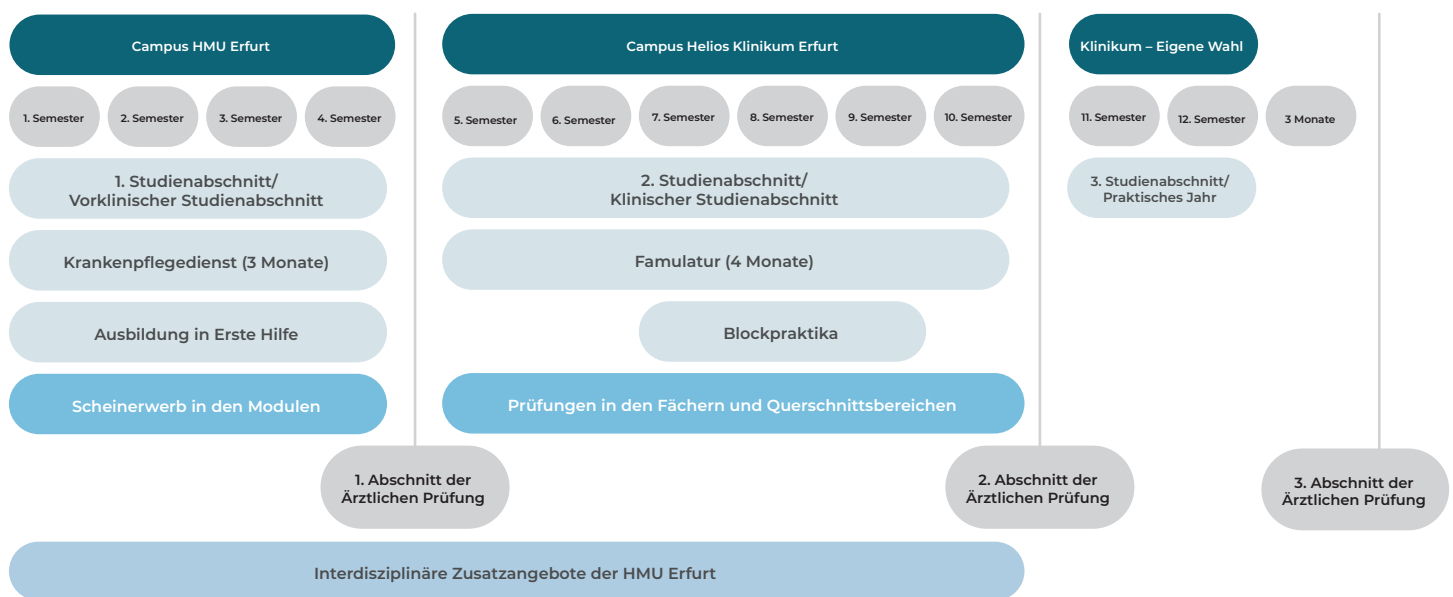 Campus HMU Erfurt
Campus Helios Klinikum Erfurt
Klinikum – Eigene Wahl
1. Semester
2. Semester
3. Semester
4. Semester
5. Semester
6. Semester
7. Semester
8. Semester
9. Semester
10. Semester
11. Semester
12. Semester
3 Monate
1. Studienabschnitt/
Vorklinischer Studienabschnitt
2. Studienabschnitt/
Klinischer Studienabschnitt
3. Studienabschnitt/
Praktisches Jahr
Krankenpflegedienst (3 Monate)
Famulatur (4 Monate)
Ausbildung in Erste Hilfe
Blockpraktika
Scheinerwerb in den Modulen
Prüfungen in den Fächern und Querschnittsbereichen
1. Abschnitt der
Ärztlichen Prüfung
2. Abschnitt der
Ärztlichen Prüfung
3. Abschnitt der
Ärztlichen Prüfung
Interdisziplinäre Zusatzangebote der HMU Erfurt